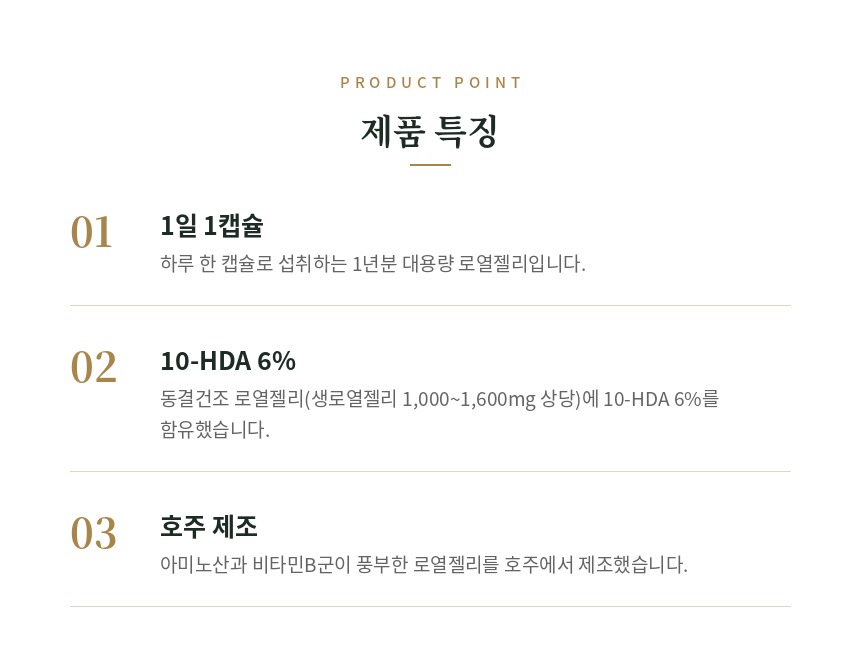 PRODUCT POINT
제품 특징
01
1일 1캡슐
하루 한 캡슐로 섭취하는 1년분 대용량 로열젤리입니다.
02
10-HDA 6%
동결건조 로열젤리(생로열젤리 1,000~1,600mg 상당)에 10-HDA 6%를
함유했습니다.
03
호주 제조
아미노산과 비타민B군이 풍부한 로열젤리를 호주에서 제조했습니다.